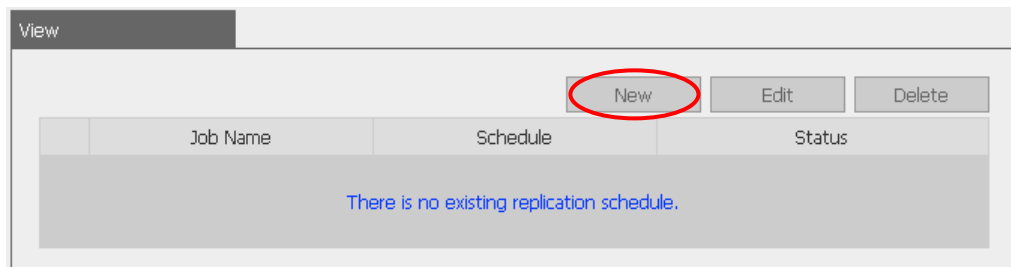 View
New Edit Delete
Job Name Schedule Status
There is no existing replication schedule.